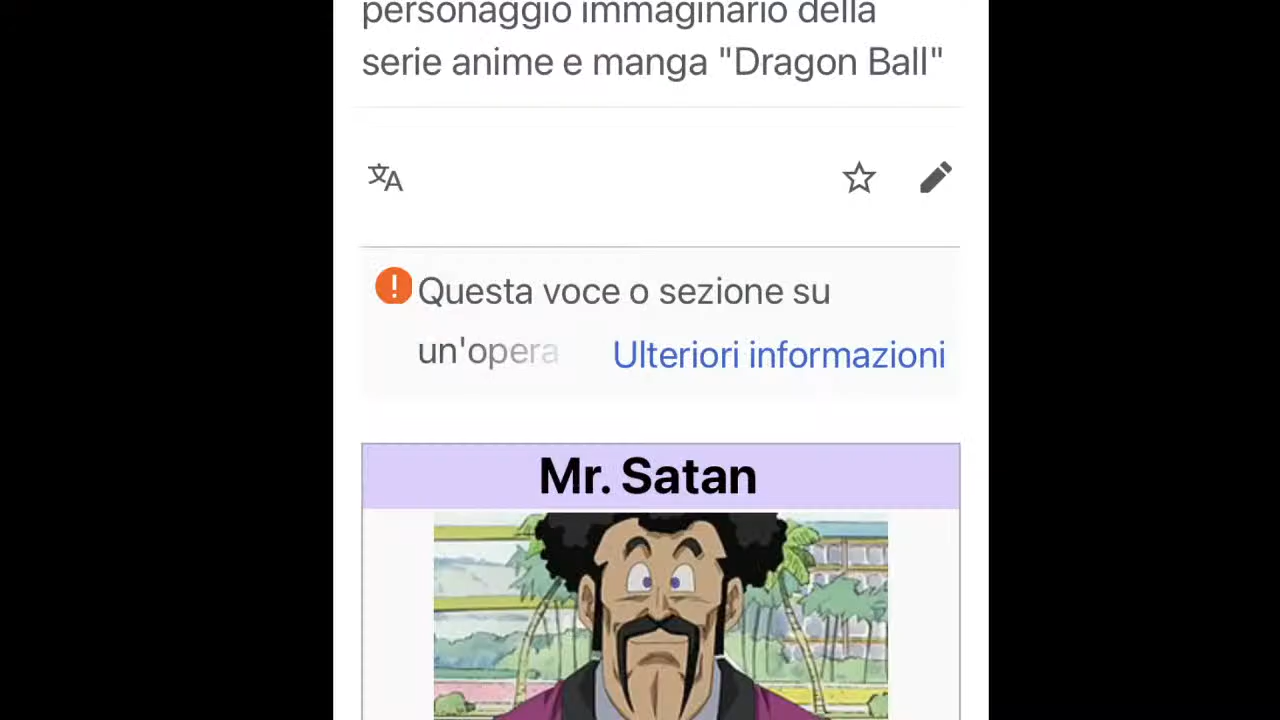 personaggio immaginario della
serie anime e manga "Dragon Ball"
Questa voce o sezione su
un'opera
Ulteriori informazioni
Mr. Satan